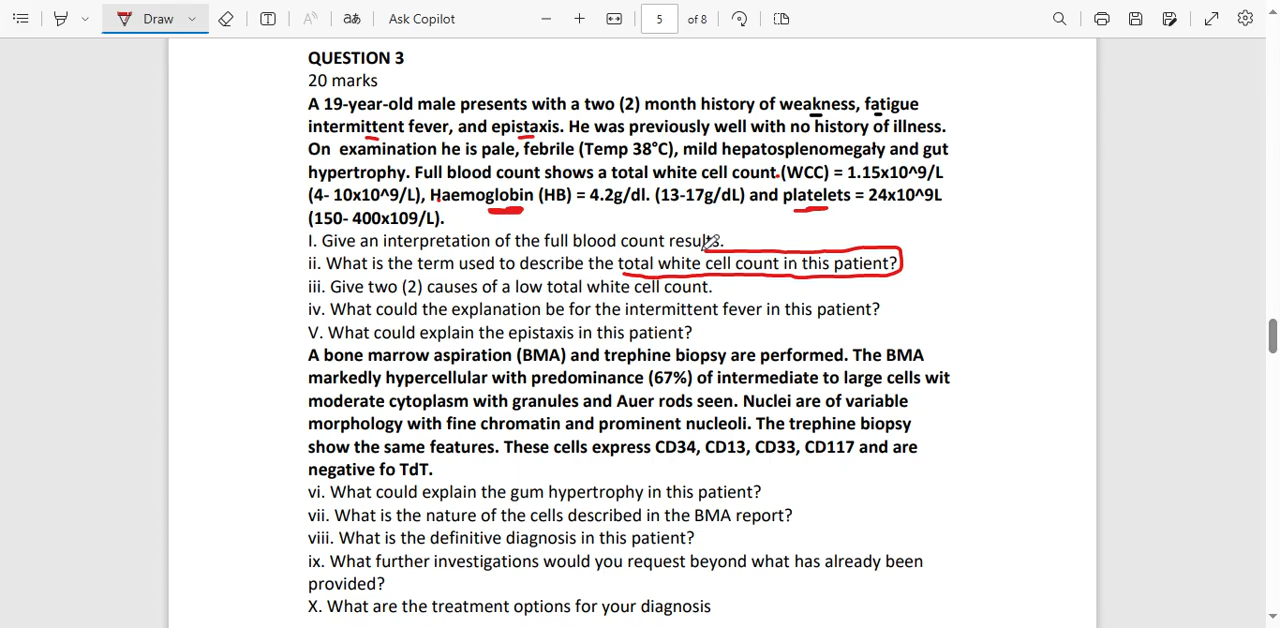 Draw
Ask Copilot
5 of 8
QUESTION 3
20 marks
A 19-year-old male presents with a two (2) month history of weakness, fatigue
intermittent fever, and epistaxis. He was previously well with no history of illness.
On examination he is pale, febrile (Temp 38°C), mild hepatosplenomegały and gut
hypertrophy. Full blood count shows a total white cell count.(WCC) = 1.15x10^9/L
(4- 10x10^9/L), Haemoglobin (HB) = 4.2g/dl. (13-17g/dL) and platelets = 24x10^9L
(150- 400x109/L).
I. Give an interpretation of the full blood count results.
ii. What is the term used to describe the total white cell count in this patient?
iii. Give two (2) causes of a low total white cell count.
iv. What could the explanation be for the intermittent fever in this patient?
V. What could explain the epistaxis in this patient?
A bone marrow aspiration (BMA) and trephine biopsy are performed. The BMA
markedly hypercellular with predominance (67%) of intermediate to large cells wit
moderate cytoplasm with granules and Auer rods seen. Nuclei are of variable
morphology with fine chromatin and prominent nucleoli. The trephine biopsy
show the same features. These cells express CD34, CD13, CD33, CD117 and are
negative fo TdT.
vi. What could explain the gum hypertrophy in this patient?
vii. What is the nature of the cells described in the BMA report?
viii. What is the definitive diagnosis in this patient?
ix. What further investigations would you request beyond what has already been
provided?
X. What are the treatment options for your diagnosis